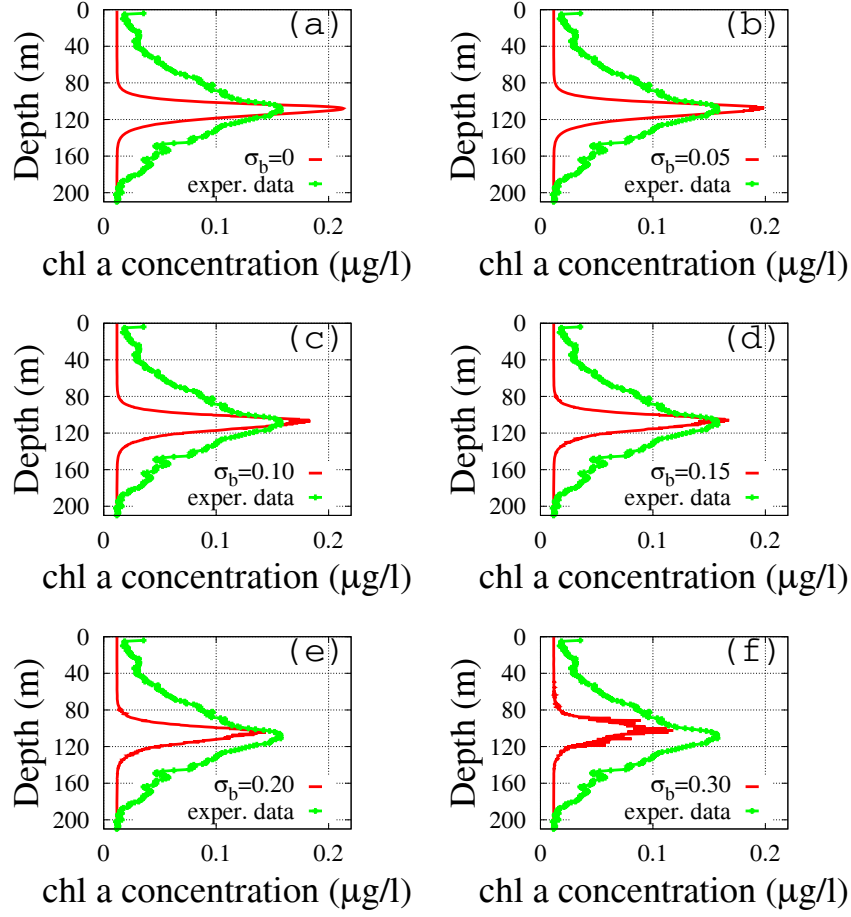 (a)
Depth (m)
0
40
80
120
160
200
σb=0
exper. data
0 0.1 0.2
chl a concentration (μg/l)
(b)
Depth (m)
0
40
80
120
160
200
σb=0.05
exper. data
0 0.1 0.2
chl a concentration (μg/l)
(c)
Depth (m)
0
40
80
120
160
200
σb=0.10
exper. data
0 0.1 0.2
chl a concentration (μg/l)
(d)
Depth (m)
0
40
80
120
160
200
σb=0.15
exper. data
0 0.1 0.2
chl a concentration (μg/l)
(e)
Depth (m)
0
40
80
120
160
200
σb=0.20
exper. data
0 0.1 0.2
chl a concentration (μg/l)
(f)
Depth (m)
0
40
80
120
160
200
σb=0.30
exper. data
0 0.1 0.2
chl a concentration (μg/l)